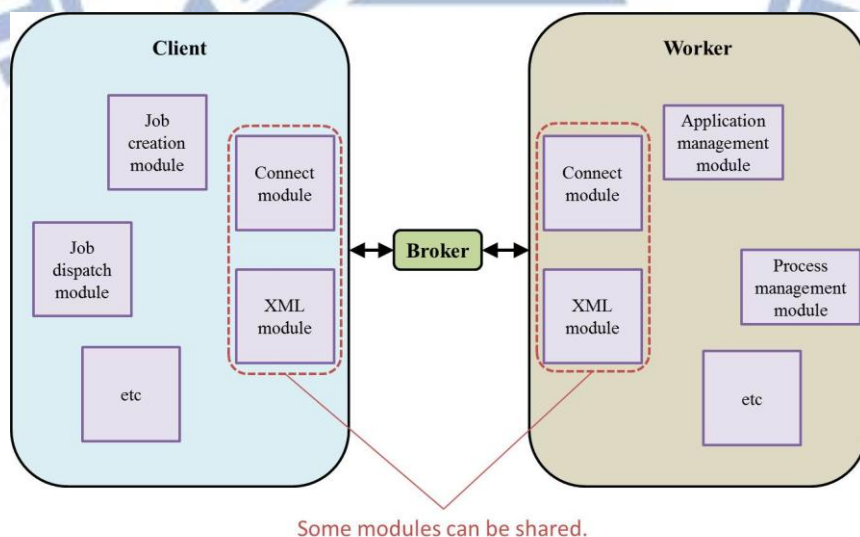 Client
Job
creation
module
Connect
module
Job
dispatch
module
XML
module
etc
Broker
Worker
Connect
module
Application
management
module
XML
module
Process
management
module
etc
Some modules can be shared.